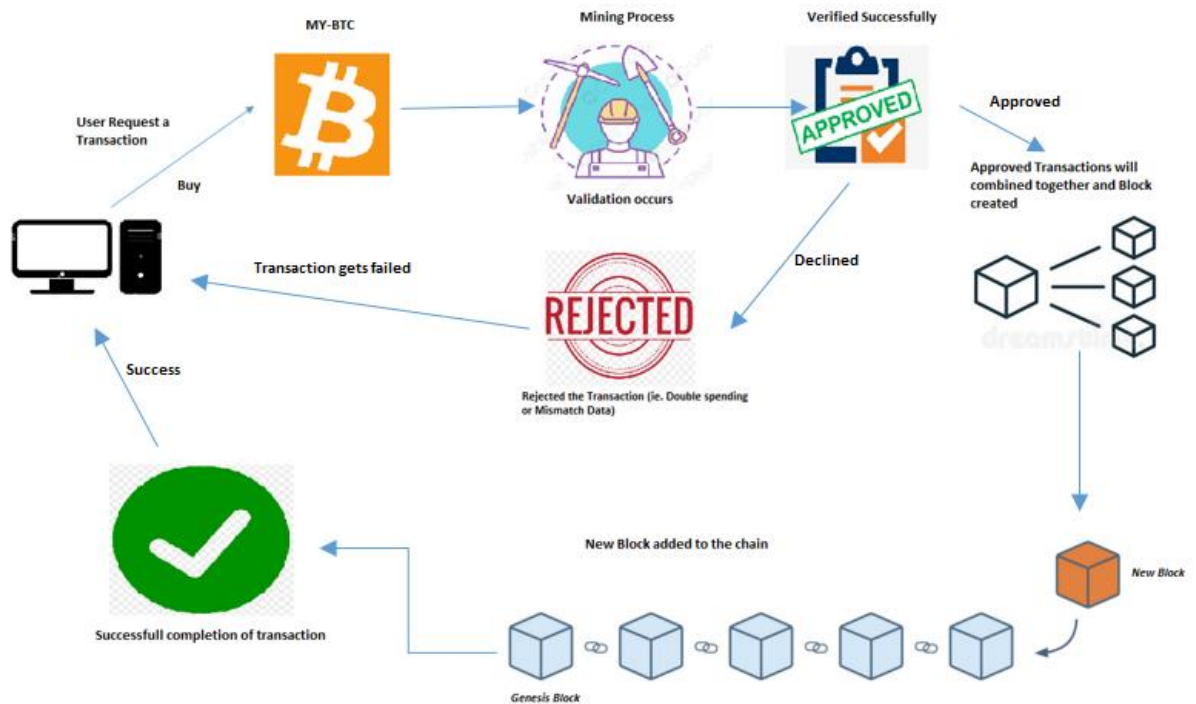 MY-BTC
Mining Process
Verified Successfully
User Request a
Transaction
Buy
Validation occurs
APPROVED
Approved
Approved Transactions will
combined together and Block
created
Transaction gets failed
REJECTED
Declined
Rejected the Transaction (ie. Double spending
or Mismatch Data)
Success
New Block added to the chain
New Block
Successfull completion of transaction
Genesis Block